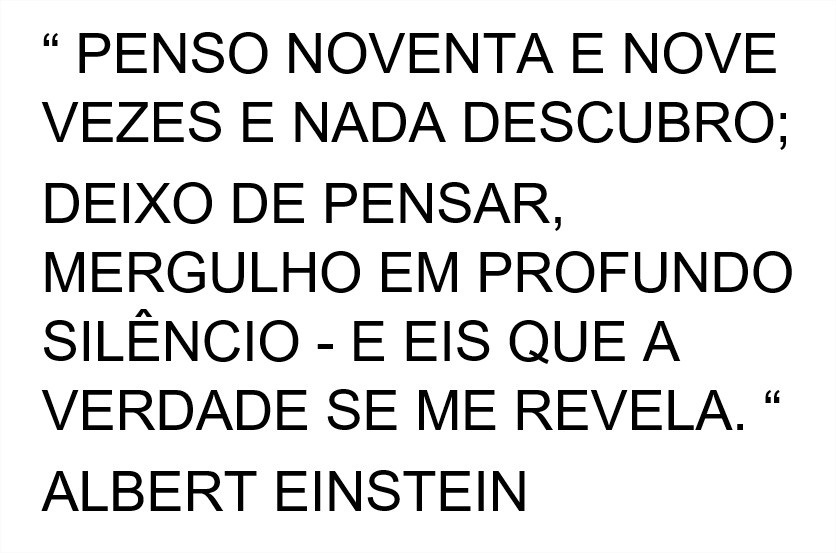 “ PENSO NOVENTA E NOVE
VEZES E NADA DESCUBRO;
DEIXO DE PENSAR,
MERGULHO EM PROFUNDO
SILÊNCIO - E EIS QUE A
VERDADE SE ME REVELA. “
ALBERT EINSTEIN